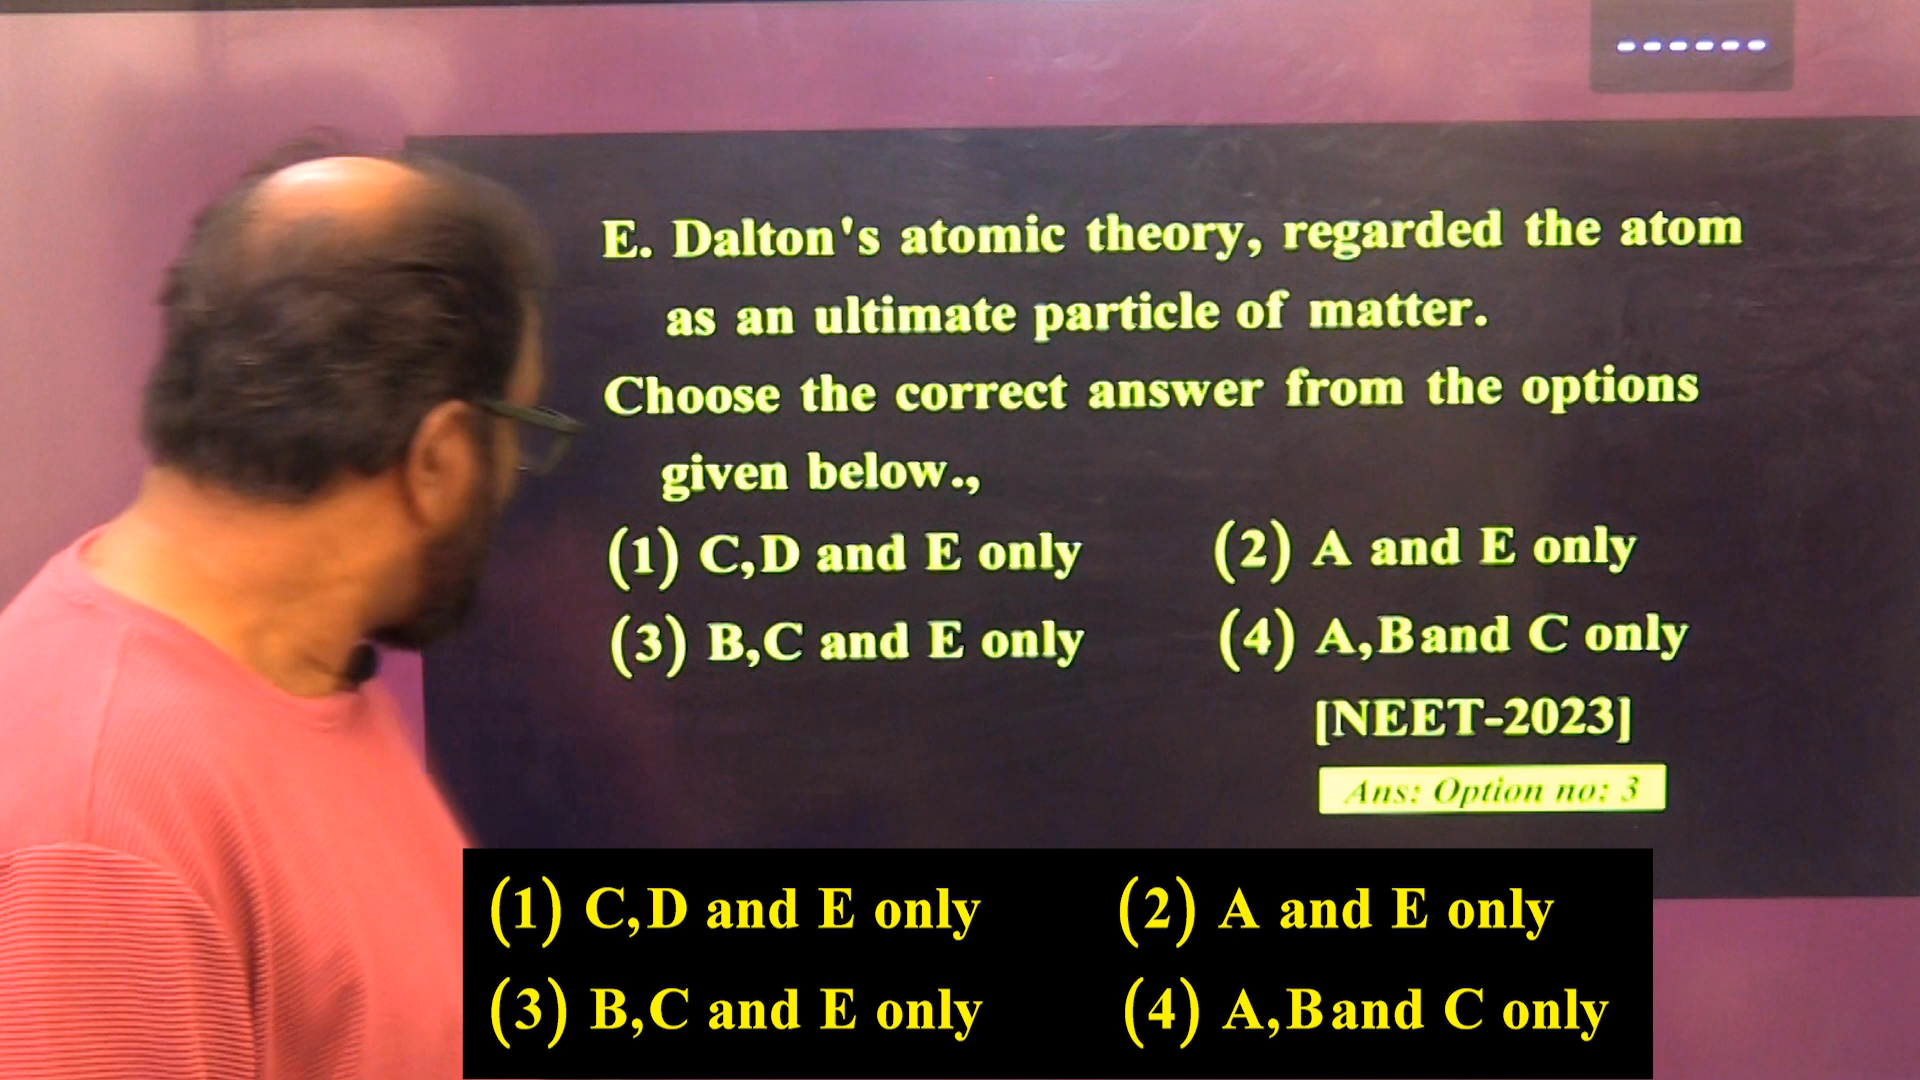 E. Dalton's atomic theory, regarded the atom
as an ultimate particle of matter.
Choose the correct answer from the options
given below.,
(1) C,D and E only (2) A and E only
(3) B,C and E only (4) A,Band C only
[NEET-2023]
Ans: Option no: 3
(1) C,D and E only (2) A and E only
(3) B,C and E only (4) A,Band C only